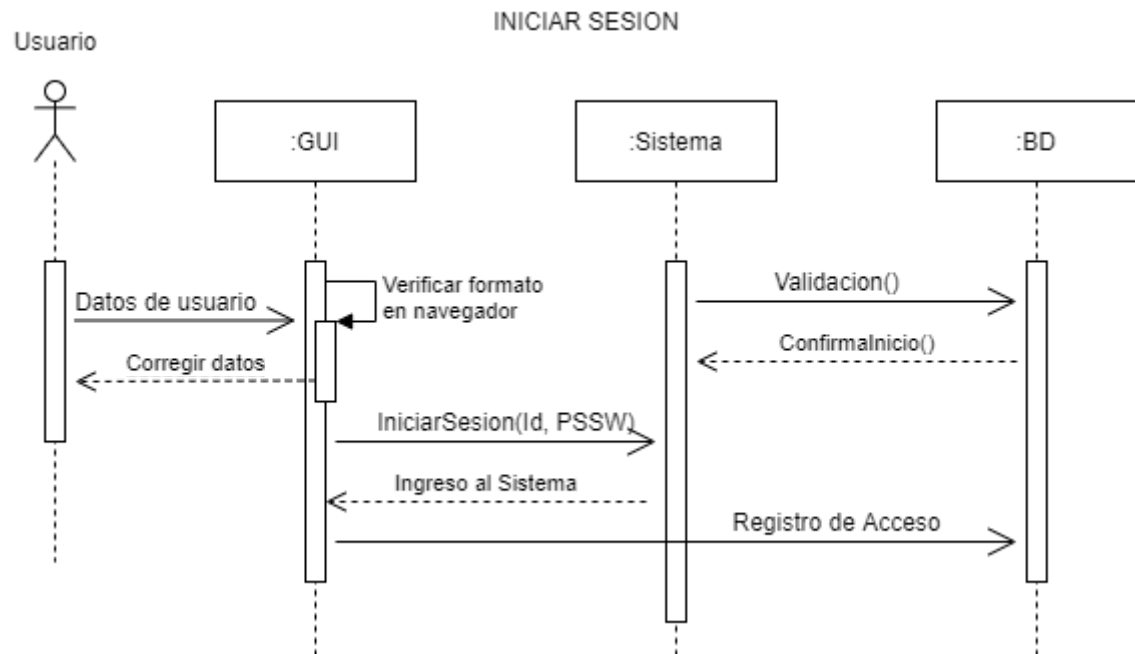 INICIAR SESION
Usuario
:GUI
:Sistema
:BD
Verificar formato
en navegador
Validacion()
Datos de usuario
ConfirmaInicio()
Corregir datos
IniciarSesion(Id, PSSW)
Ingreso al Sistema
Registro de Acceso